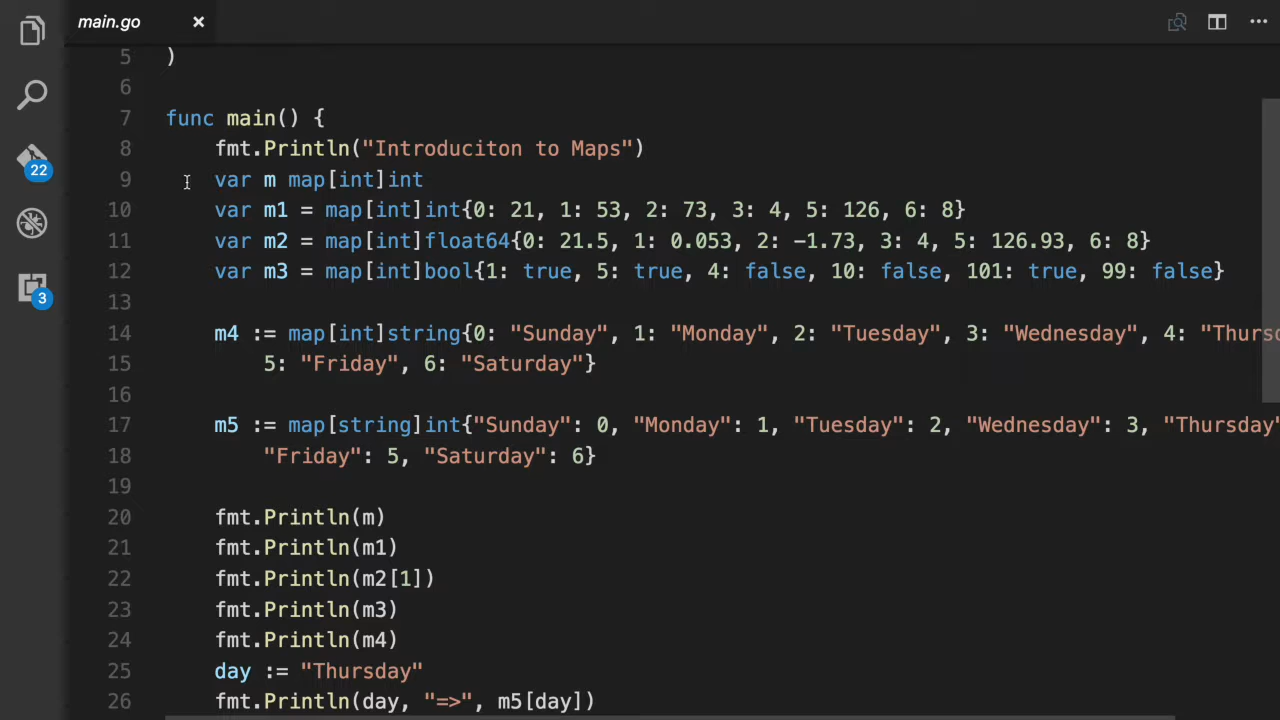 main.go ×
5 )
6
7 func main() {
8 fmt.Println("Introduciton to Maps")
9 var m map[int]int
10 var m1 = map[int]int{0: 21, 1: 53, 2: 73, 3: 4, 5: 126, 6: 8}
11 var m2 = map[int]float64{0: 21.5, 1: 0.053, 2: -1.73, 3: 4, 5: 126.93, 6: 8}
12 var m3 = map[int]bool{1: true, 5: true, 4: false, 10: false, 101: true, 99: false}
13
14 m4 := map[int]string{0: "Sunday", 1: "Monday", 2: "Tuesday", 3: "Wednesday", 4: "Thurs
15 5: "Friday", 6: "Saturday"}
16
17 m5 := map[string]int{"Sunday": 0, "Monday": 1, "Tuesday": 2, "Wednesday": 3, "Thursday"
18 "Friday": 5, "Saturday": 6}
19
20 fmt.Println(m)
21 fmt.Println(m1)
22 fmt.Println(m2[1])
23 fmt.Println(m3)
24 fmt.Println(m4)
25 day := "Thursday"
26 fmt.Println(day, "=>", m5[day])
22
3